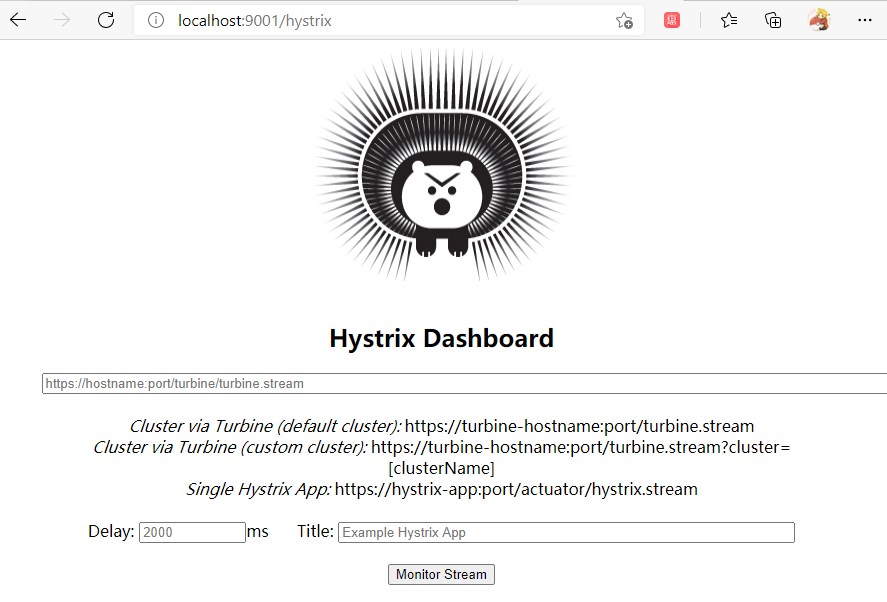 localhost:9001/hystrix
Hystrix Dashboard
https://hostname:port/turbine/turbine.stream
Cluster via Turbine (default cluster): https://turbine-hostname:port/turbine.stream
Cluster via Turbine (custom cluster): https://turbine-hostname:port/turbine.stream?cluster=
[clusterName]
Single Hystrix App: https://hystrix-app:port/actuator/hystrix.stream
Delay: 2000 ms Title: Example Hystrix App
Monitor Stream